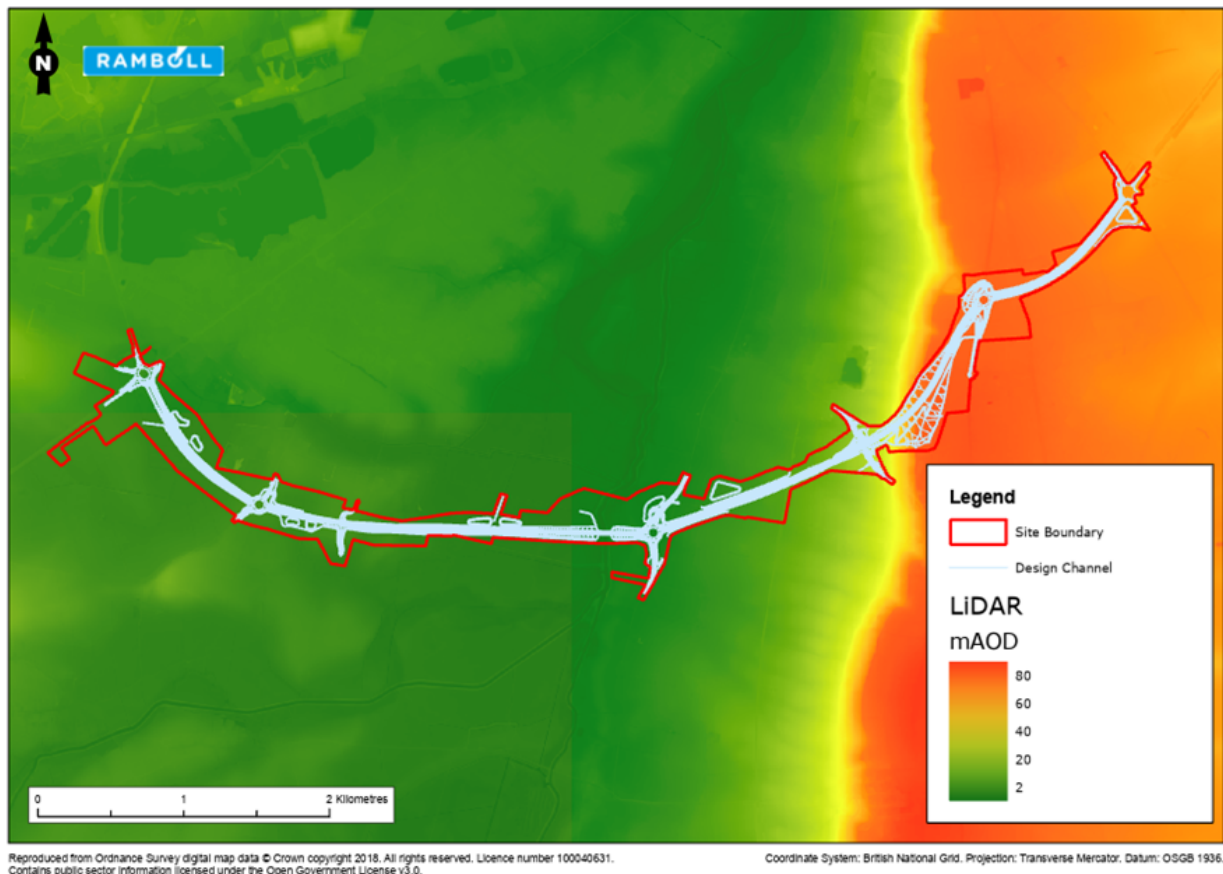 N
RAMBOLL
Legend
Site Boundary
Design Channel
LiDAR
mAOD
80
60
40
20
2
0 1 2 Kilometres
Reproduced from Ordnance Survey digital map data © Crown copyright 2018. All rights reserved. Licence number 100040631.
Contains public sector information licensed under the Open Government License v3.0.
Coordinate System: British National Grid. Projection: Transverse Mercator. Datum: OSGB 1936.